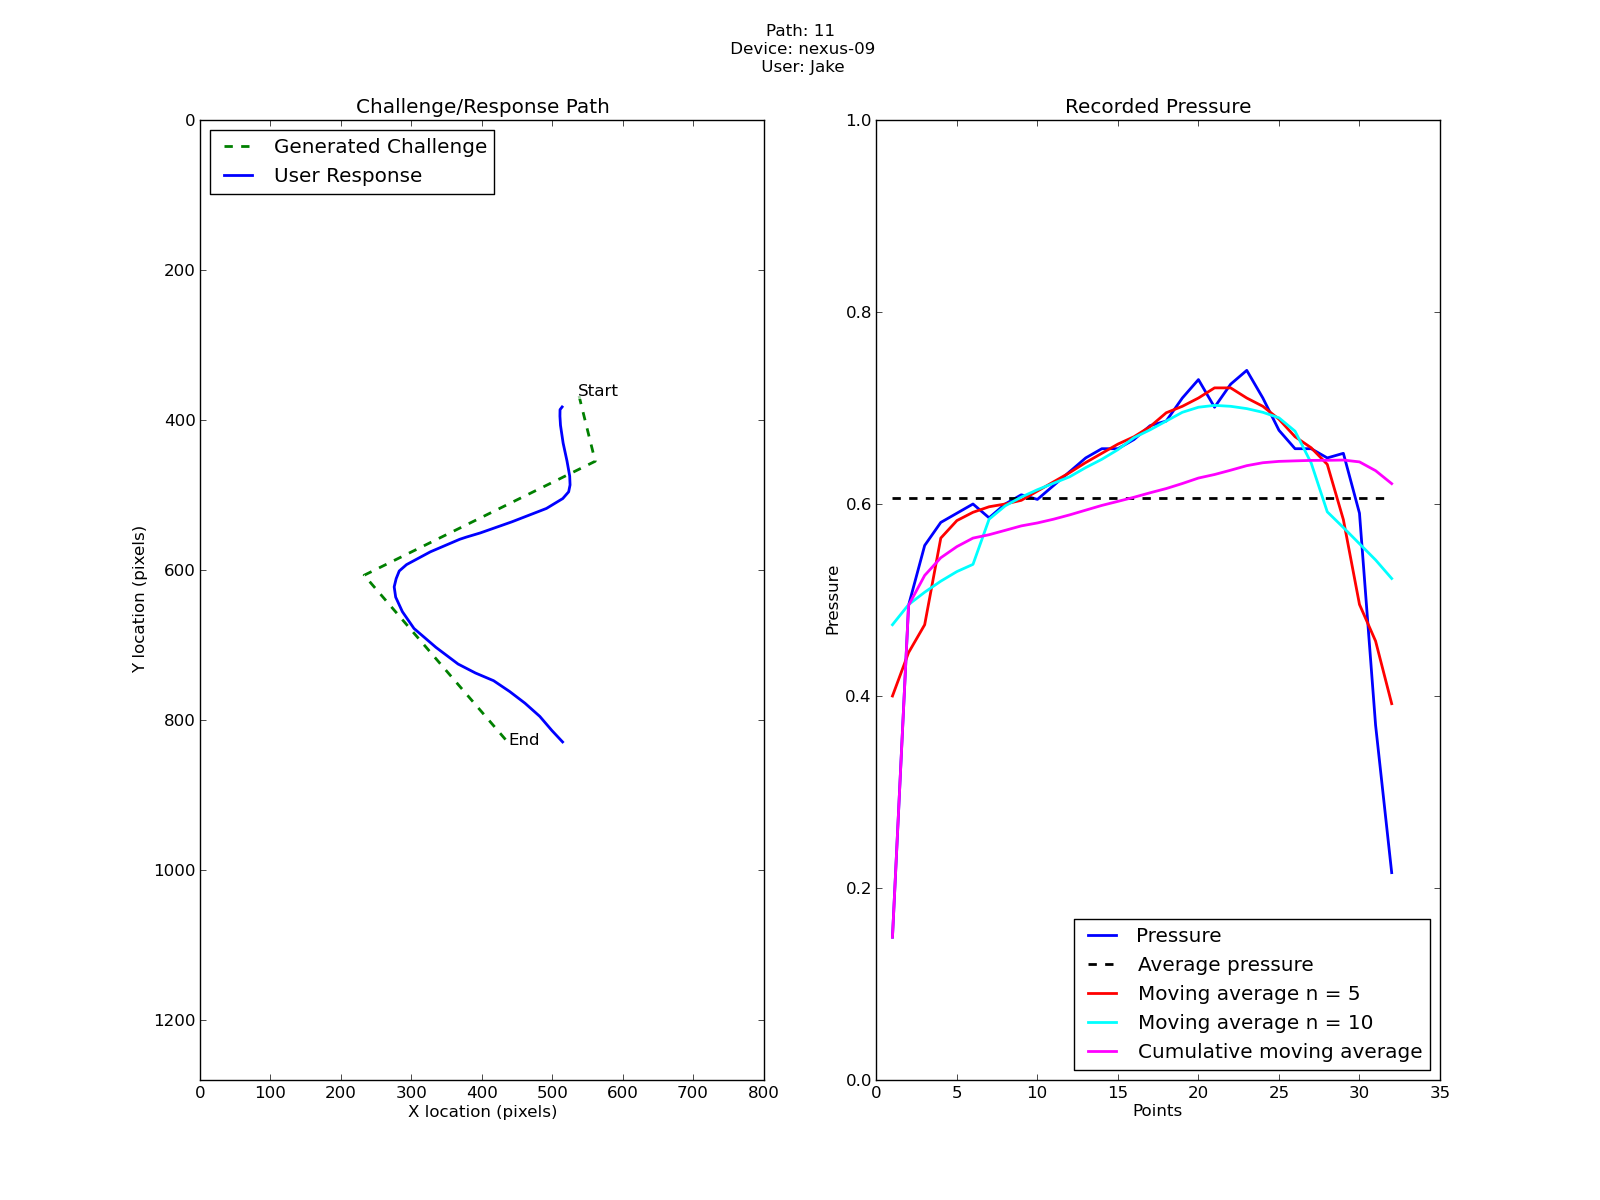 Path: 11
Device: nexus-09
User: Jake
Challenge/Response Path
Generated Challenge
User Response
Start
End
0
200
400
600
800
1000
1200
Y location (pixels)
0 100 200 300 400 500 600 700 800
X location (pixels)
Recorded Pressure
1.0
0.8
0.6
0.4
0.2
0.0
Pressure
Pressure
Average pressure
Moving average n = 5
Moving average n = 10
Cumulative moving average
0 5 10 15 20 25 30 35
Points